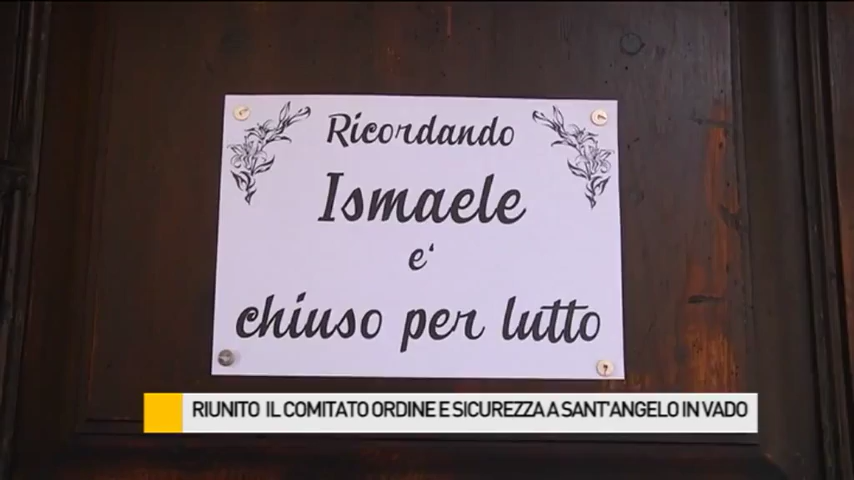 Ricordando
Ismaele
e'
chiuso per lutto
RIUNITO IL COMITATO ORDINE E SICUREZZA A SANT'ANGELO IN VADO